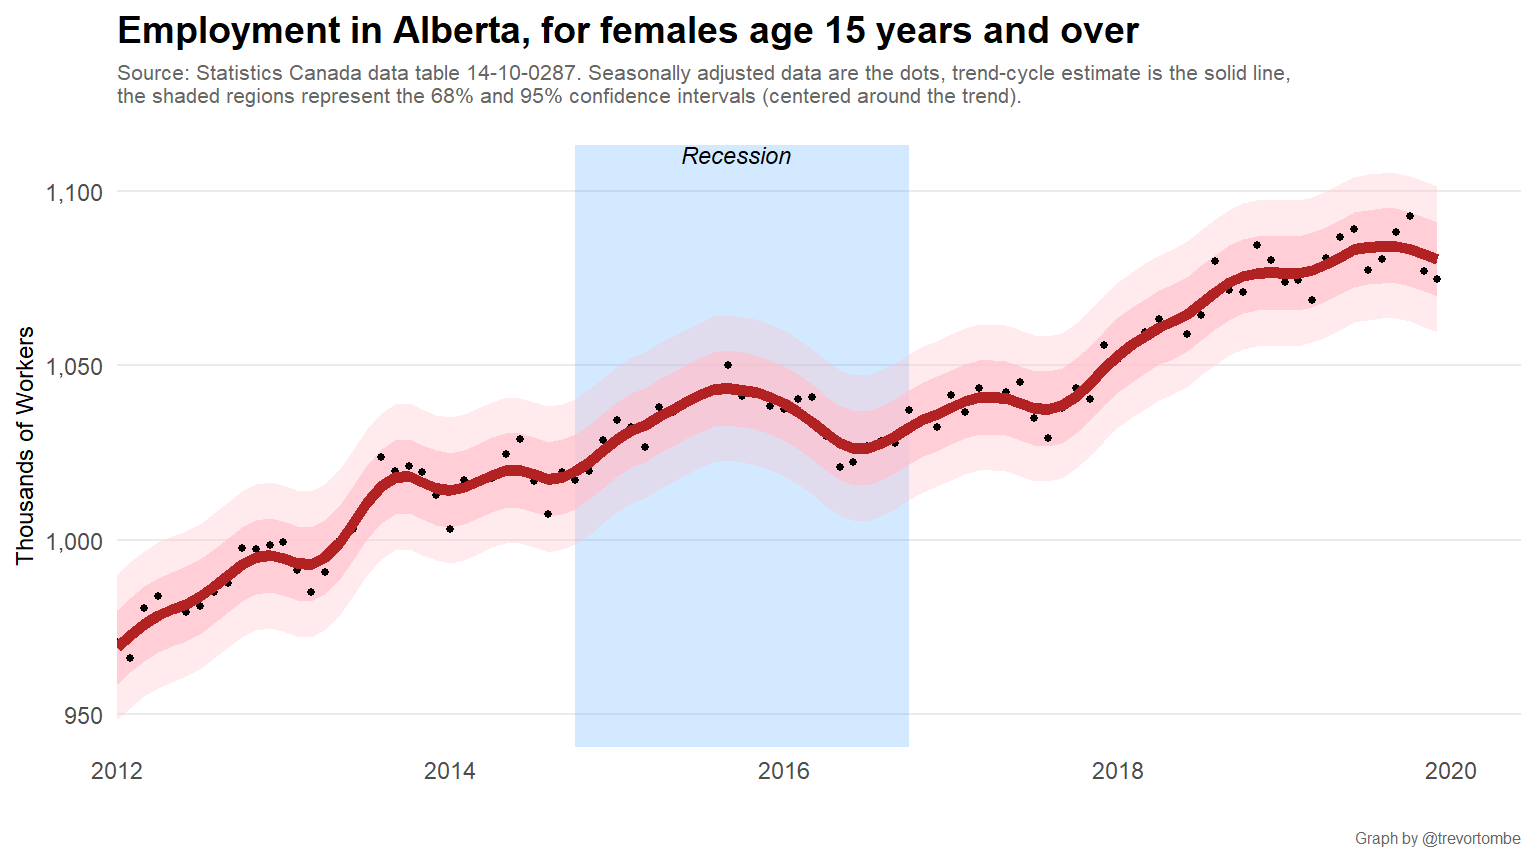 Employment in Alberta, for females age 15 years and over
Source: Statistics Canada data table 14-10-0287. Seasonally adjusted data are the dots, trend-cycle estimate is the solid line,
the shaded regions represent the 68% and 95% confidence intervals (centered around the trend).
Recession
1,100
1,050
1,000
950
Thousands of Workers
2012
2014
2016
2018
2020
Graph by @trevortombe